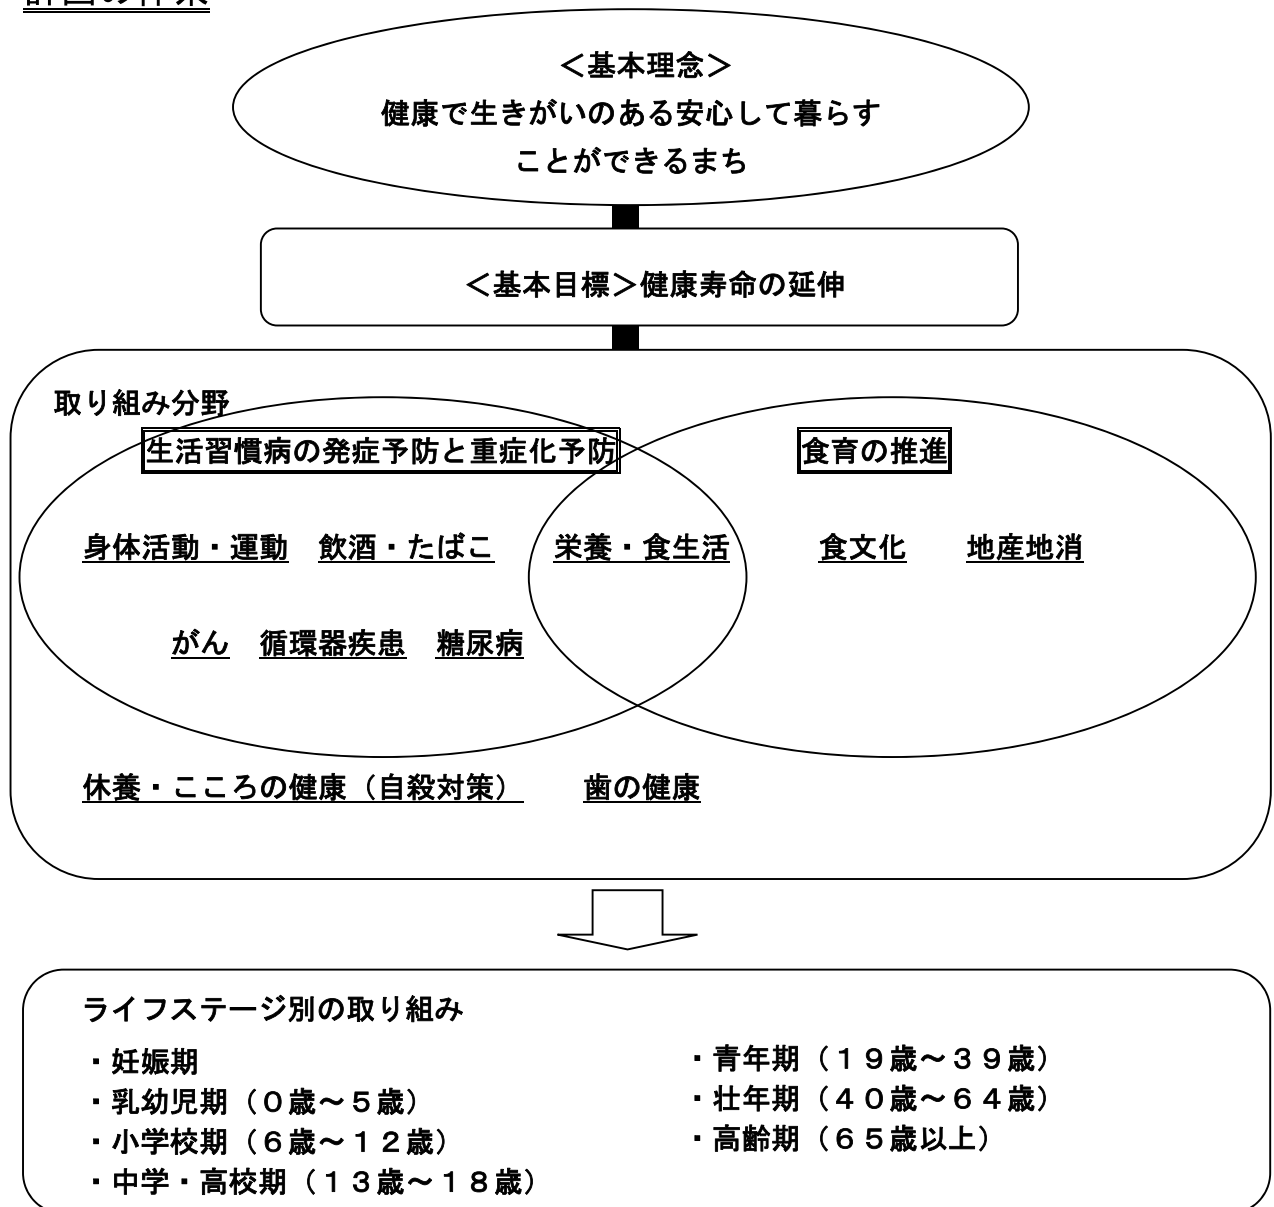 ＜基本理念＞
健康で生きがいのある安心して暮らす
ことができるまち
＜基本目標＞健康寿命の延伸
取り組み分野
生活習慣病の発症予防と重症化予防　食育の推進
身体活動・運動　飲酒・たばこ　栄養・食生活　食文化　地産地消
がん　循環器疾患　糖尿病
休養・こころの健康（自殺対策）　歯の健康
ライフステージ別の取り組み
・妊娠期
・乳幼児期（０歳～５歳）
・小学校期（６歳～１２歳）
・中学・高校期（１３歳～１８歳）
・青年期（１９歳～３９歳）
・壮年期（４０歳～６４歳）
・高齢期（６５歳以上）